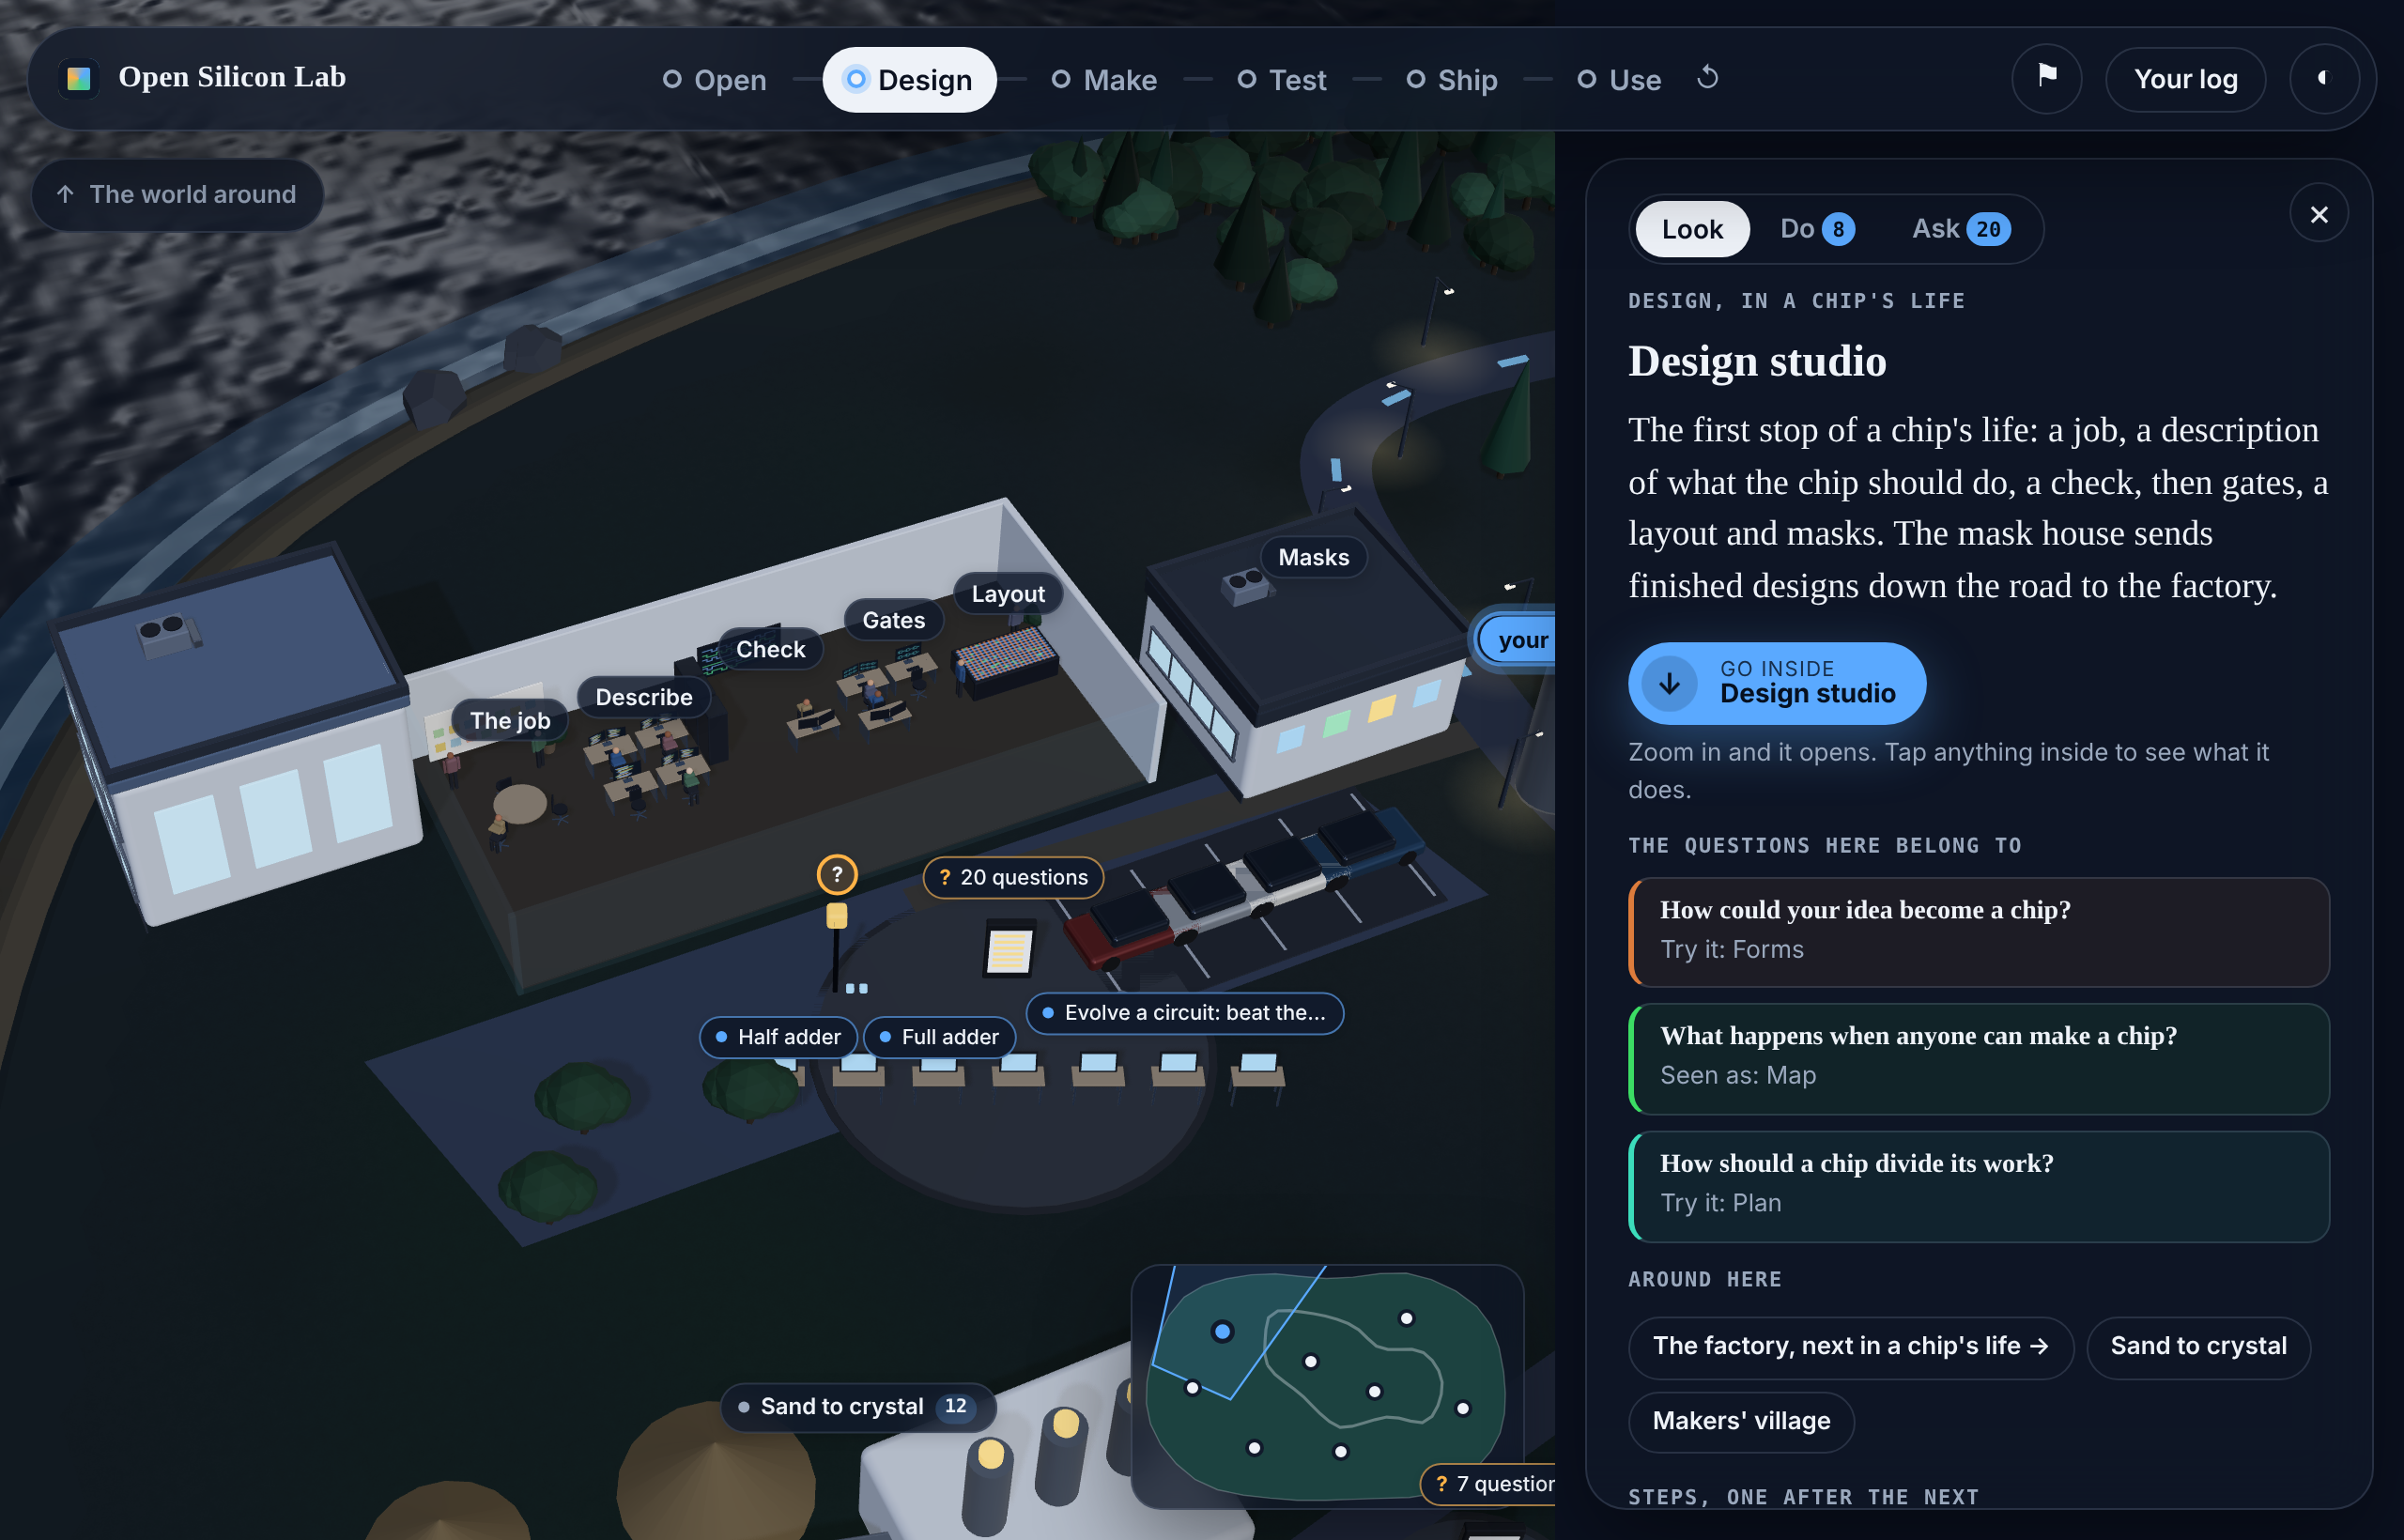 Open Silicon Lab
Open
Design
Make
Test
Ship
Use
Your log
↑ The world around
Masks
Layout
Gates
Check
Describe
The job
your
?
? 20 questions
Evolve a circuit: beat the...
Half adder
Full adder
Sand to crystal 12
? 7 question
Look
Do 8
Ask 20
DESIGN, IN A CHIP'S LIFE
Design studio
The first stop of a chip's life: a job, a description
of what the chip should do, a check, then gates, a
layout and masks. The mask house sends
finished designs down the road to the factory.
GO INSIDE
Design studio
Zoom in and it opens. Tap anything inside to see what it
does.
THE QUESTIONS HERE BELONG TO
How could your idea become a chip?
Try it: Forms
What happens when anyone can make a chip?
Seen as: Map
How should a chip divide its work?
Try it: Plan
AROUND HERE
The factory, next in a chip's life →
Sand to crystal
Makers' village
STEPS, ONE AFTER THE NEXT